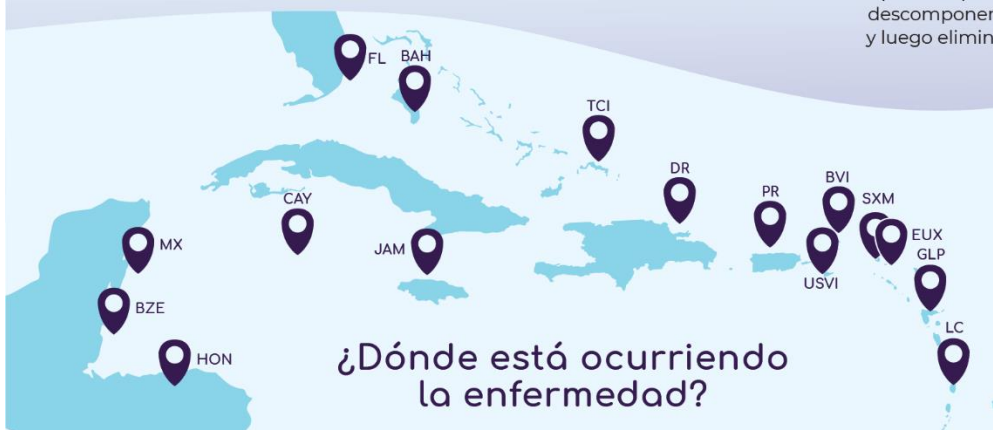 descomponer
y luego elimin
FL
BAH
TCI
DR
PR
BVI
SXM
EUX
GLP
USVI
LC
CAY
JAM
MX
BZE
HON
¿Dónde está ocurriendo
la enfermedad?